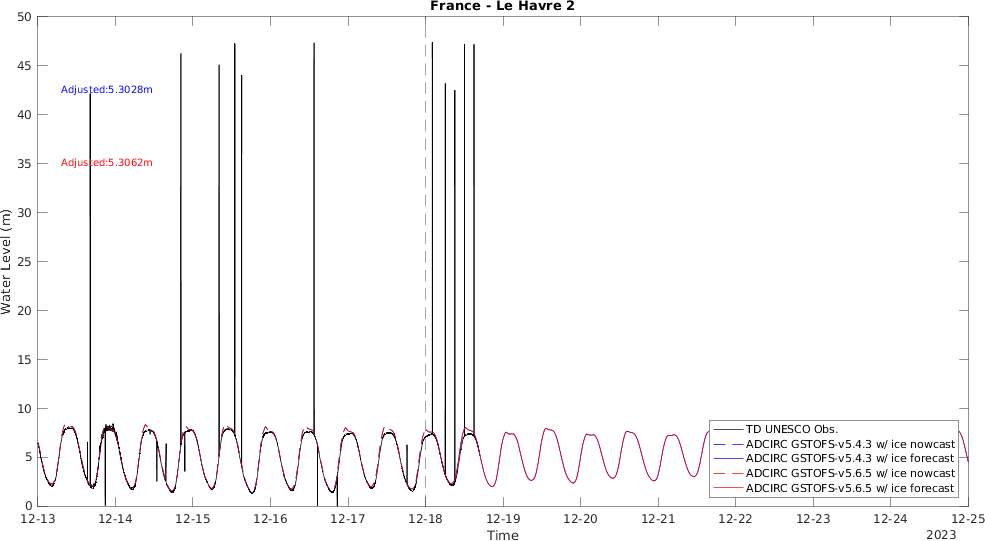 France - Le Havre 2
50
45
40
35
30
25
20
15
10
5
0
Water Level (m)
Adjusted:5.3028m
Adjusted:5.3062m
TD UNESCO Obs.
ADCIRC GSTOFS-v5.4.3 w/ ice nowcast
ADCIRC GSTOFS-v5.4.3 w/ ice forecast
ADCIRC GSTOFS-v5.6.5 w/ ice nowcast
ADCIRC GSTOFS-v5.6.5 w/ ice forecast
12-13 12-14 12-15 12-16 12-17 12-18 12-19 12-20 12-21 12-22 12-23 12-24 12-25
Time
2023